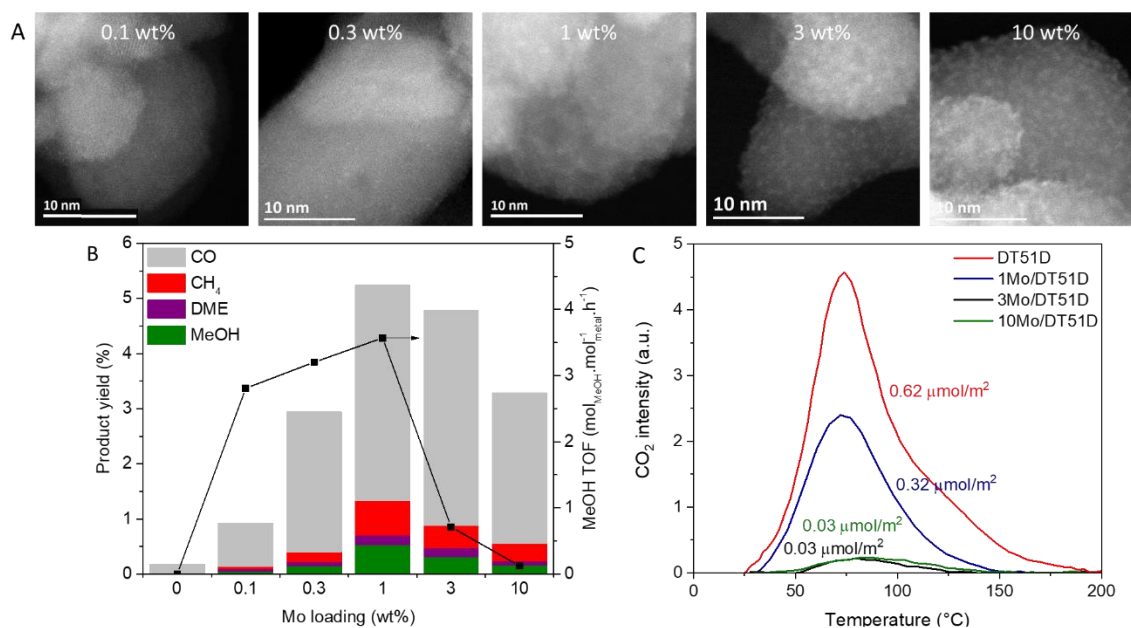 A
0.1 wt%
0.3 wt%
1 wt%
3 wt%
10 wt%
10 nm
10 nm
10 nm
10 nm
10 nm
B
CO
CH₄
DME
MeOH
Product yield (%)
6
5
4
3
2
1
0
0
0.1
0.3
1
3
10
Mo loading (wt%)
5
4
3
2
1
0
MeOH TOF (mol_MeOH.mol⁻¹_metal.h⁻¹)
C
DT51D
1Mo/DT51D
3Mo/DT51D
10Mo/DT51D
CO₂ intensity (a.u.)
5
4
3
2
1
0
0.62 µmol/m²
0.32 µmol/m²
0.03 µmol/m²
0.03 µmol/m²
0
50
100
150
200
Temperature (°C)